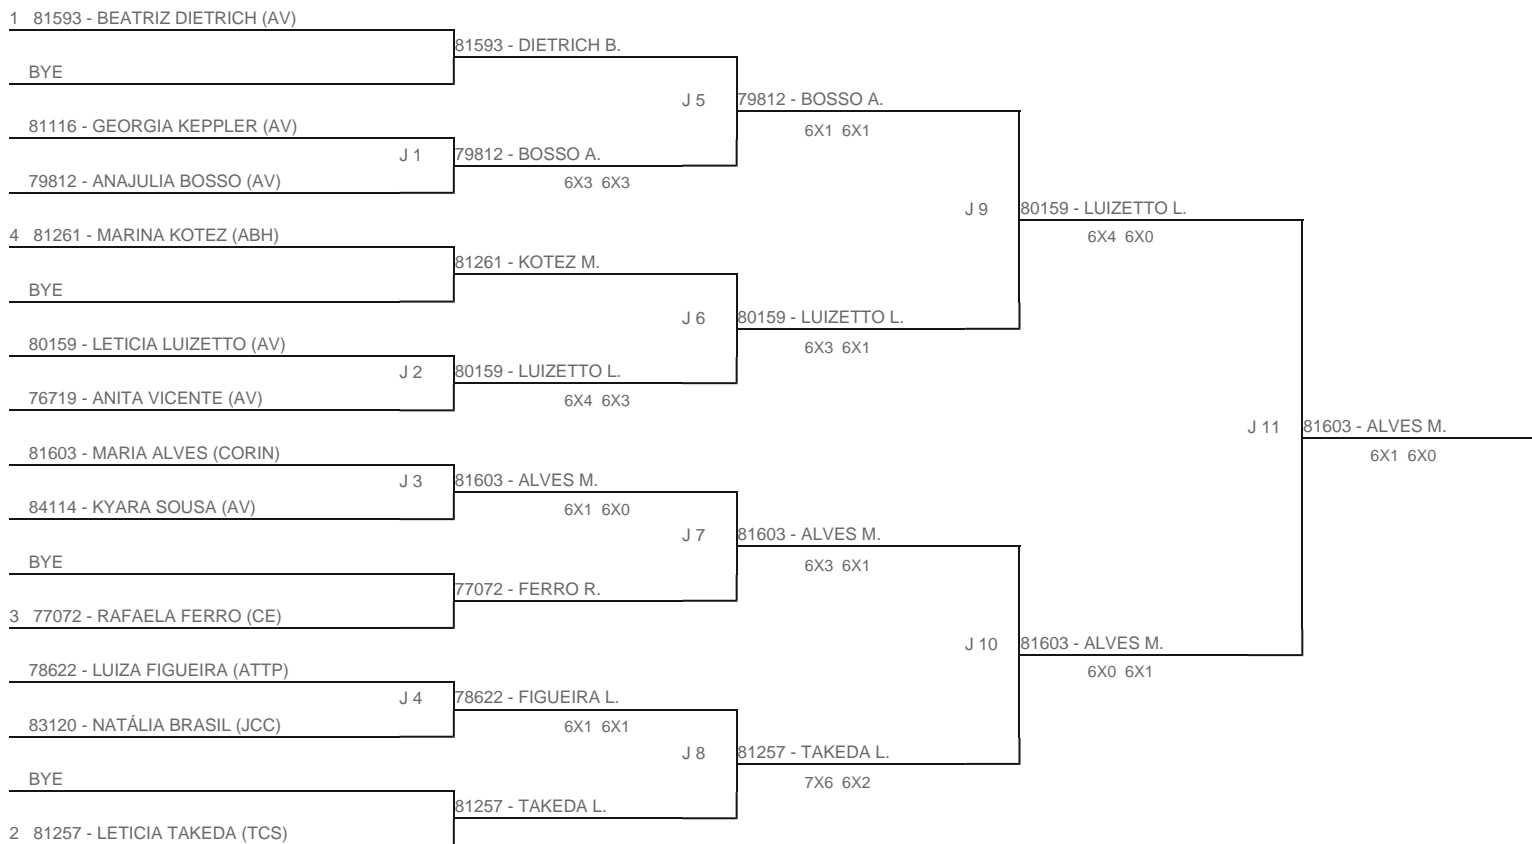 1 81593 - BEATRIZ DIETRICH (AV)
81593 - DIETRICH B.
BYE
J 5 79812 - BOSSO A.
81116 - GEORGIA KEPPLER (AV)
6X1 6X1
J 1 79812 - BOSSO A.
79812 - ANAJULIA BOSSO (AV)
6X3 6X3
J 9 80159 - LUIZETTO L.
4 81261 - MARINA KOTEZ (ABH)
6X4 6X0
81261 - KOTEZ M.
BYE
J 6 80159 - LUIZETTO L.
80159 - LETICIA LUIZETTO (AV)
6X3 6X1
J 2 80159 - LUIZETTO L.
76719 - ANITA VICENTE (AV)
6X4 6X3
J 11 81603 - ALVES M.
81603 - MARIA ALVES (CORIN)
6X1 6X0
J 3 81603 - ALVES M.
84114 - KYARA SOUSA (AV)
6X1 6X0
J 7 81603 - ALVES M.
BYE
6X3 6X1
77072 - FERRO R.
3 77072 - RAFAELA FERRO (CE)
J 10 81603 - ALVES M.
78622 - LUIZA FIGUEIRA (ATTP)
6X0 6X1
J 4 78622 - FIGUEIRA L.
83120 - NATÁLIA BRASIL (JCC)
6X1 6X1
J 8 81257 - TAKEDA L.
BYE
7X6 6X2
81257 - TAKEDA L.
2 81257 - LETICIA TAKEDA (TCS)